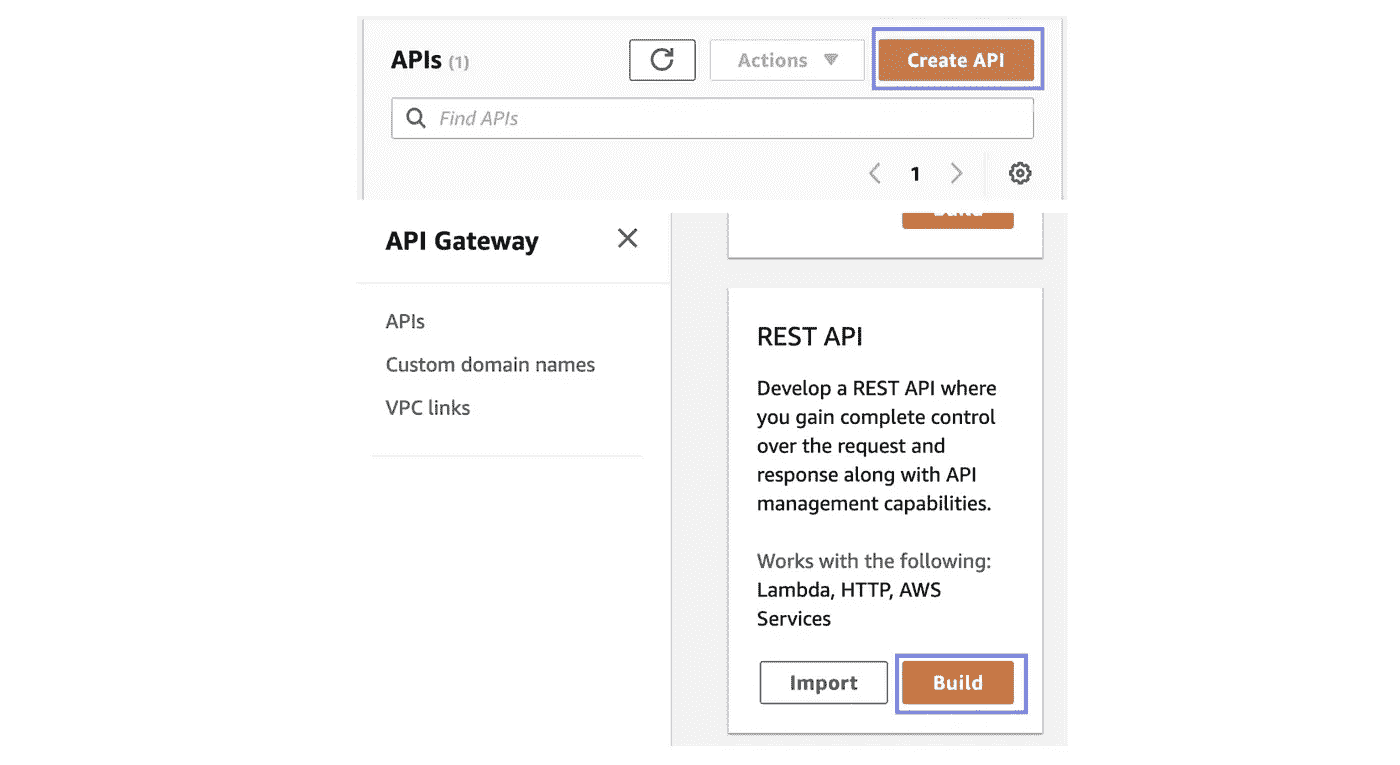 APIs (1)
Actions
Create API
Find APIs
1
API Gateway
APIs
Custom domain names
VPC links
REST API
Develop a REST API where
you gain complete control
over the request and
response along with API
management capabilities.
Works with the following:
Lambda, HTTP, AWS
Services
Import
Build